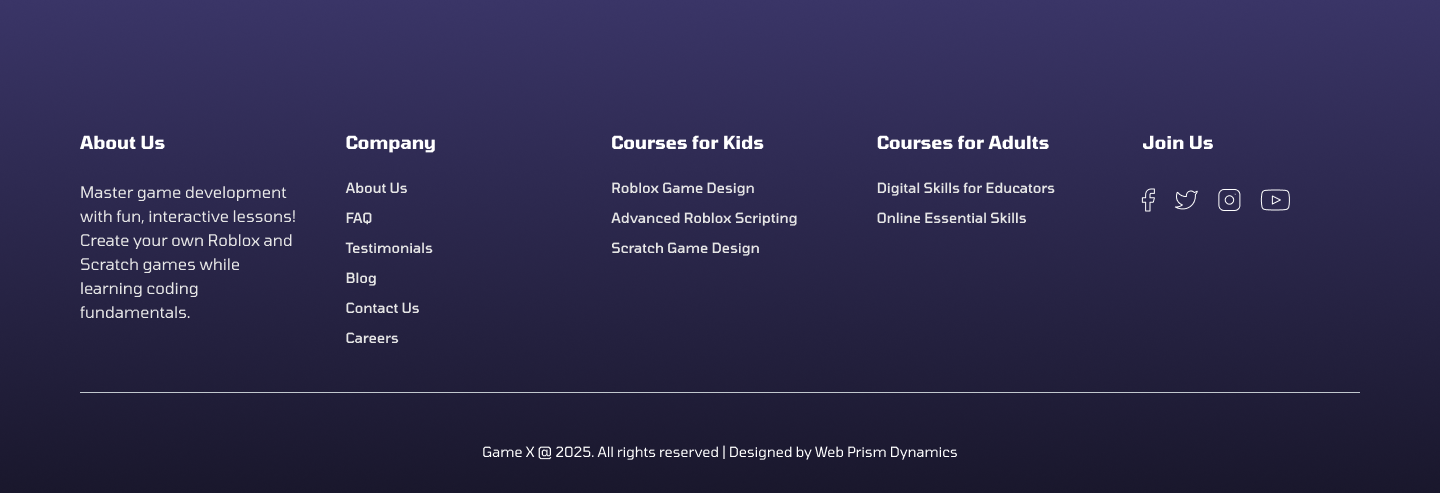 About Us
Master game development
with fun, interactive lessons!
Create your own Roblox and
Scratch games while
learning coding
fundamentals.
Company
About Us
FAQ
Testimonials
Blog
Contact Us
Careers
Courses for Kids
Roblox Game Design
Advanced Roblox Scripting
Scratch Game Design
Courses for Adults
Digital Skills for Educators
Online Essential Skills
Join Us
Game X @ 2025. All rights reserved | Designed by Web Prism Dynamics